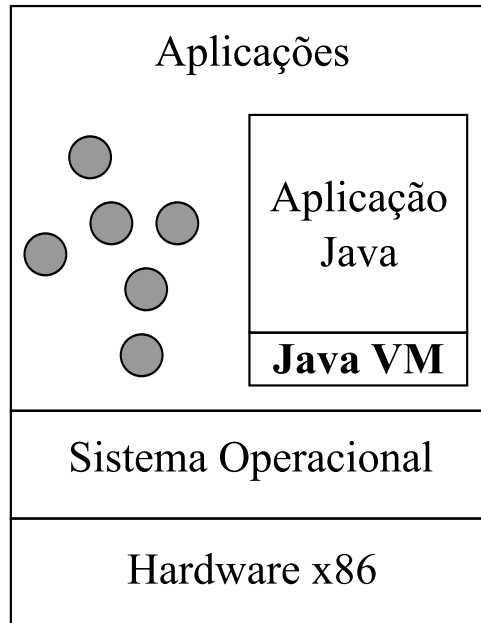 Aplicações
Aplicação
Java
Java VM
Sistema Operacional
Hardware x86